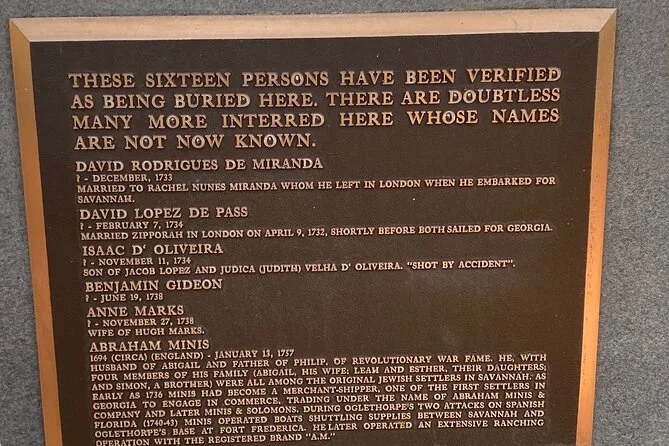 THESE SIXTEEN PERSONS HAVE BEEN VERIFIED
AS BEING BURIED HERE. THERE ARE DOUBTLESS
MANY MORE INTERRED HERE WHOSE NAMES
ARE NOT NOW KNOWN.
DAVID RODRIGUES DE MIRANDA
? - DECEMBER, 1733
MARRIED TO RACHEL NUNES MIRANDA WHOM HE LEFT IN LONDON WHEN HE EMBARKED FOR
SAVANNAH.
DAVID LOPEZ DE PASS
? - FEBRUARY 7, 1734
MARRIED ZIPPORAH IN LONDON ON APRIL 9, 1732, SHORTLY BEFORE BOTH SAILED FOR GEORGIA.
ISAAC D' OLIVEIRA
? - NOVEMBER 11, 1734
SON OF JACOB LOPEZ AND JUDICA (JUDITH) VELHA D' OLIVEIRA. "SHOT BY ACCIDENT".
BENJAMIN GIDEON
? - JUNE 19, 1738
ANNE MARKS
? - NOVEMBER 27, 1738
WIFE OF HUGH MARKS.
ABRAHAM MINIS
1694 (CIRCA) (ENGLAND) - JANUARY 13, 1757
HUSBAND OF ABIGAIL AND FATHER OF PHILIP, OF REVOLUTIONARY WAR FAME. HE, WITH
FOUR MEMBERS OF HIS FAMILY (ABIGAIL, HIS WIFE; LEAH AND ESTHER, THEIR DAUGHTERS;
AND SIMON, A BROTHER) WERE ALL AMONG THE ORIGINAL JEWISH SETTLERS IN SAVANNAH. AS
EARLY AS 1736 MINIS HAD BECOME A MERCHANT-SHIPPER, ONE OF THE FIRST SETTLERS IN
GEORGIA TO ENGAGE IN COMMERCE, TRADING UNDER THE NAME OF ABRAHAM MINIS &
COMPANY AND LATER MINIS & SOLOMONS. DURING OGLETHORPE'S TWO ATTACKS ON SPANISH
FLORIDA (1740-43) MINIS OPERATED BOATS SHUTTLING SUPPLIES BETWEEN SAVANNAH AND
OGLETHORPE'S BASE AT FORT FREDERICA. HE LATER OPERATED AN EXTENSIVE RANCHING
OPERATION WITH THE REGISTERED BRAND "A.M."